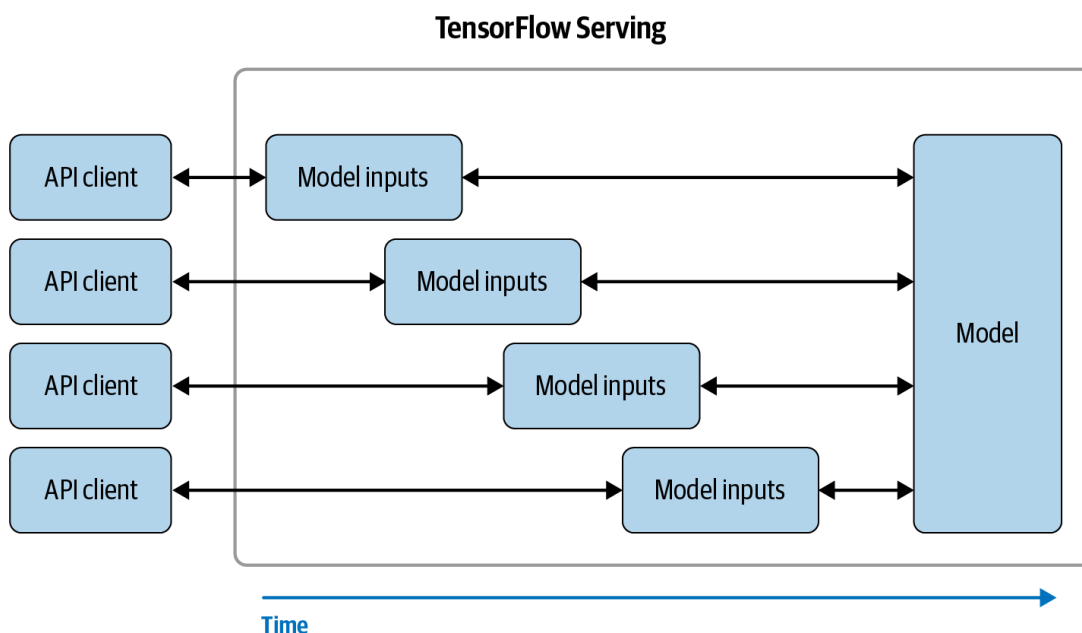 TensorFlow Serving
API client
Model inputs
API client
Model inputs
Model
API client
Model inputs
API client
Model inputs
Time